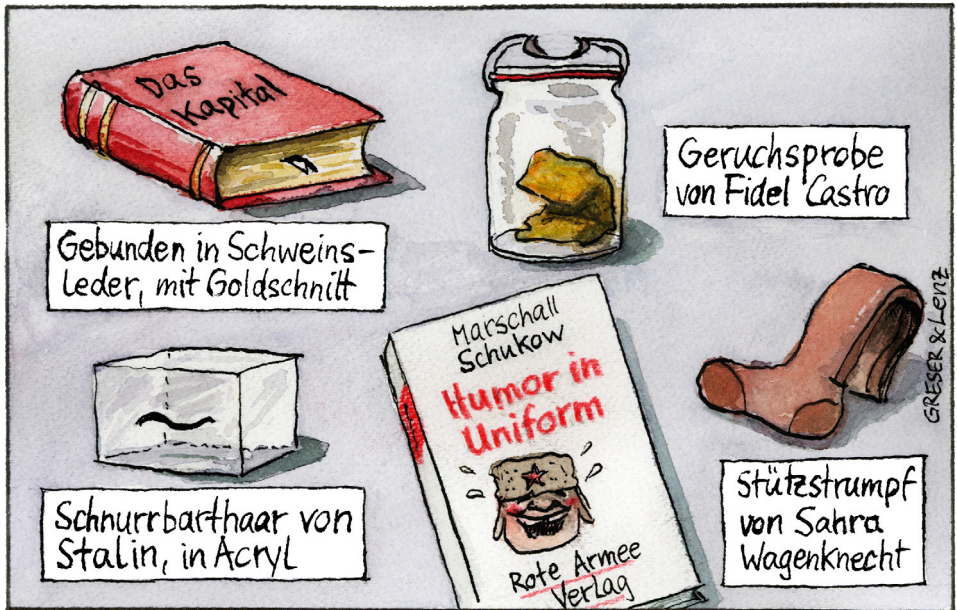 Das
Kapital
Gebunden in Schweins-
Leder, mit Goldschnitt
Geruchsprobe
von Fidel Castro
Schnurrbarthaar von
Stalin, in Acryl
Marschall
Schukow
Humor in
Uniform
Rote Armee
Verlag
Stützstrumpf
von Sahra
Wagenknecht
GRESER & LENZ